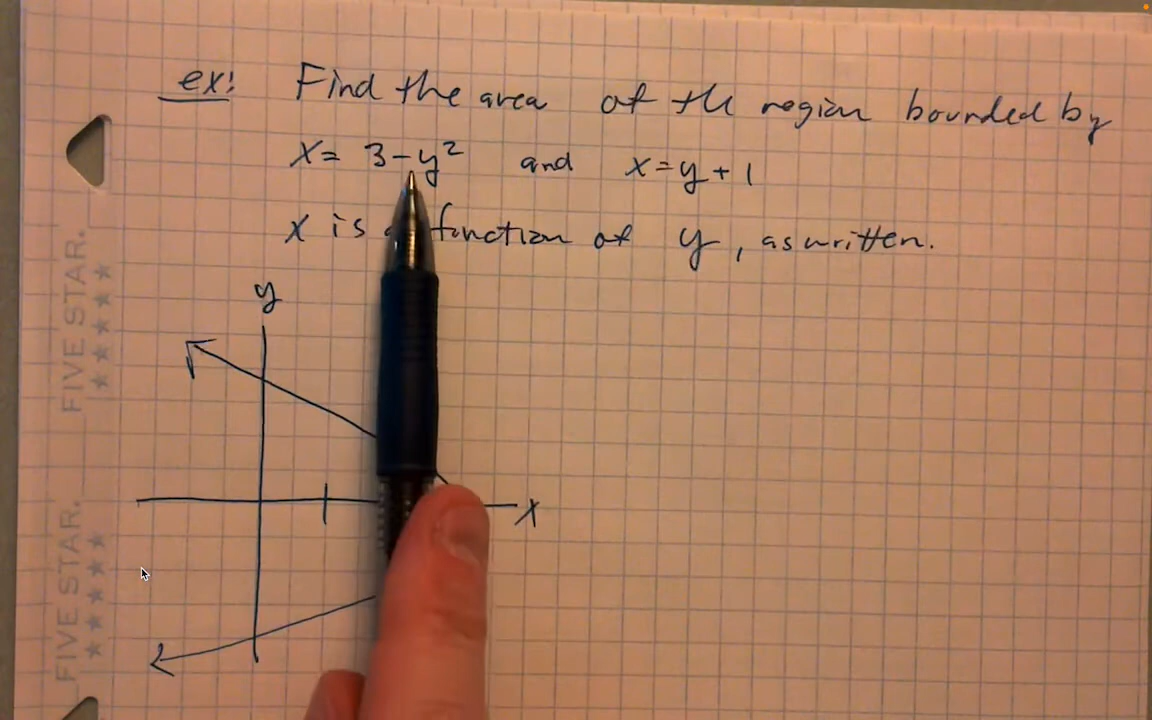 ex: Find the area of the region bounded by
x = 3 - y² and x = y + 1
x is function of y, as written.
y
x
FIVE STAR.
FIVE STAR.